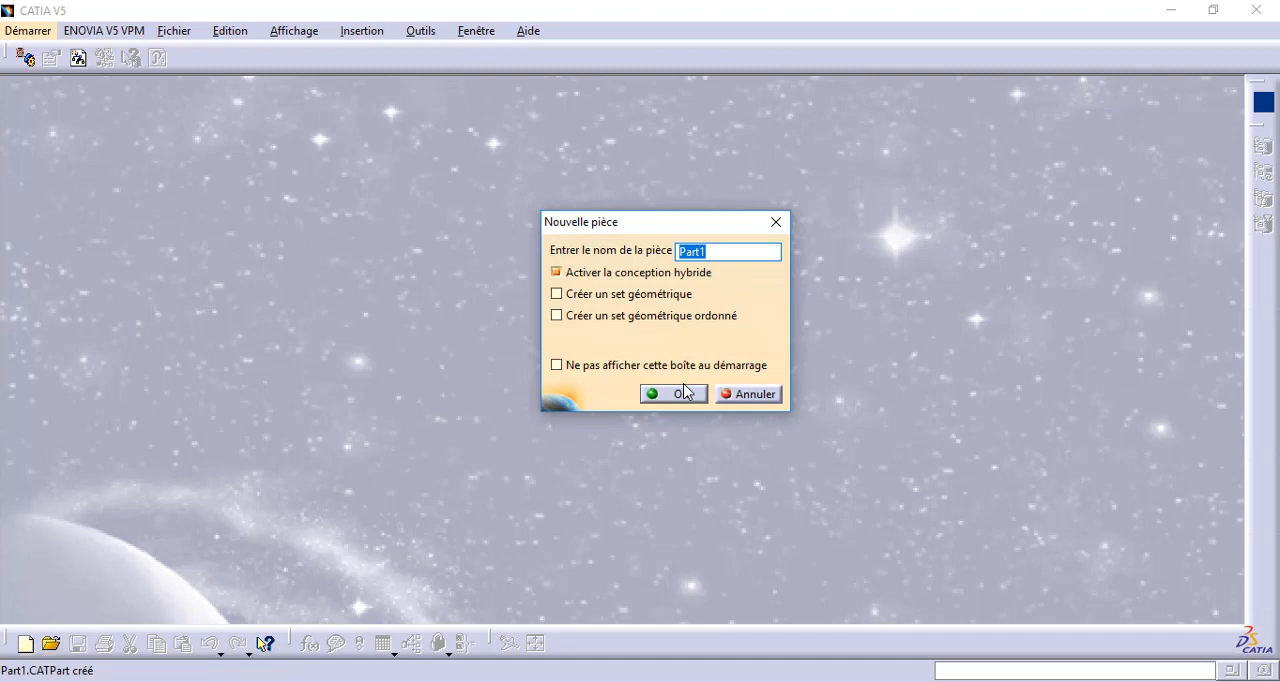 CATIA V5
Démarrer ENOVIA V5 VPM Fichier Edition Affichage Insertion Outils Fenêtre Aide
Nouvelle pièce
Entrer le nom de la pièce Part1
Activer la conception hybride
Créer un set géométrique
Créer un set géométrique ordonné
Ne pas afficher cette boîte au démarrage
Annuler
f(x)
CATIA
Part1.CATPart créé